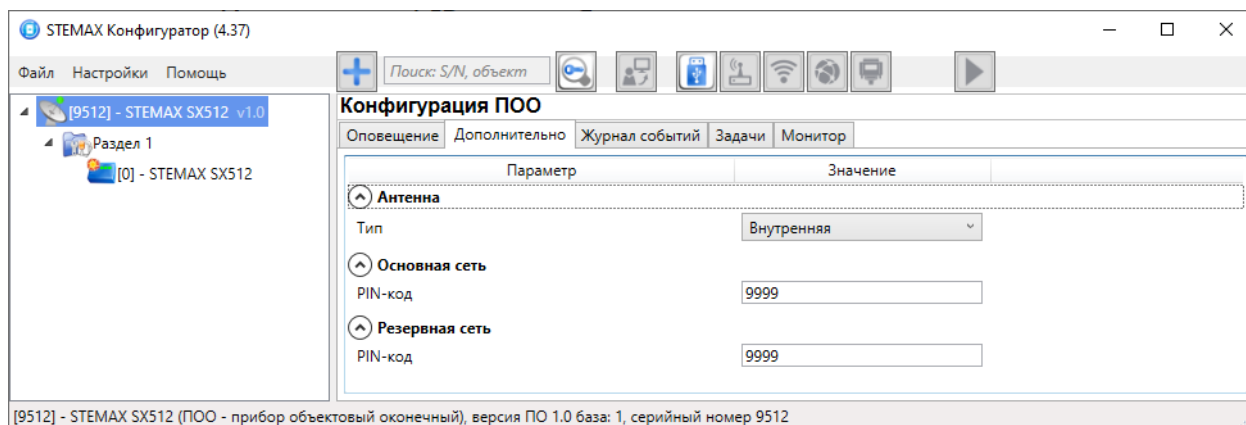 STEMAX Конфигуратор (4.37)
Файл Настройки Помощь
Поиск: S/N, объект
[9512] - STEMAX SX512 v1.0
Раздел 1
[0] - STEMAX SX512
Конфигурация ПОО
Оповещение Дополнительно Журнал событий Задачи Монитор
Параметр Значение
Антенна
Тип Внутренняя
Основная сеть
PIN-код 9999
Резервная сеть
PIN-код 9999
[9512] - STEMAX SX512 (ПОО - прибор объектовый оконечный), версия ПО 1.0 база: 1, серийный номер 9512